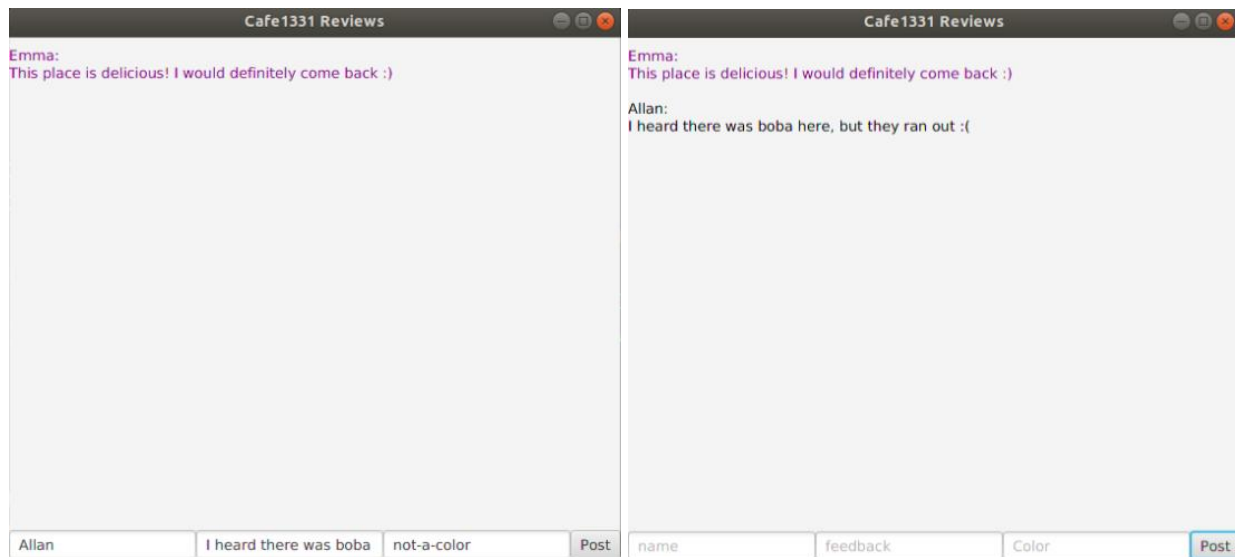 Cafe1331 Reviews
Emma:
This place is delicious! I would definitely come back :)
Allan
I heard there was boba
not-a-color
Post
Cafe1331 Reviews
Emma:
This place is delicious! I would definitely come back :)
Allan:
I heard there was boba here, but they ran out :(
name
feedback
Color
Post